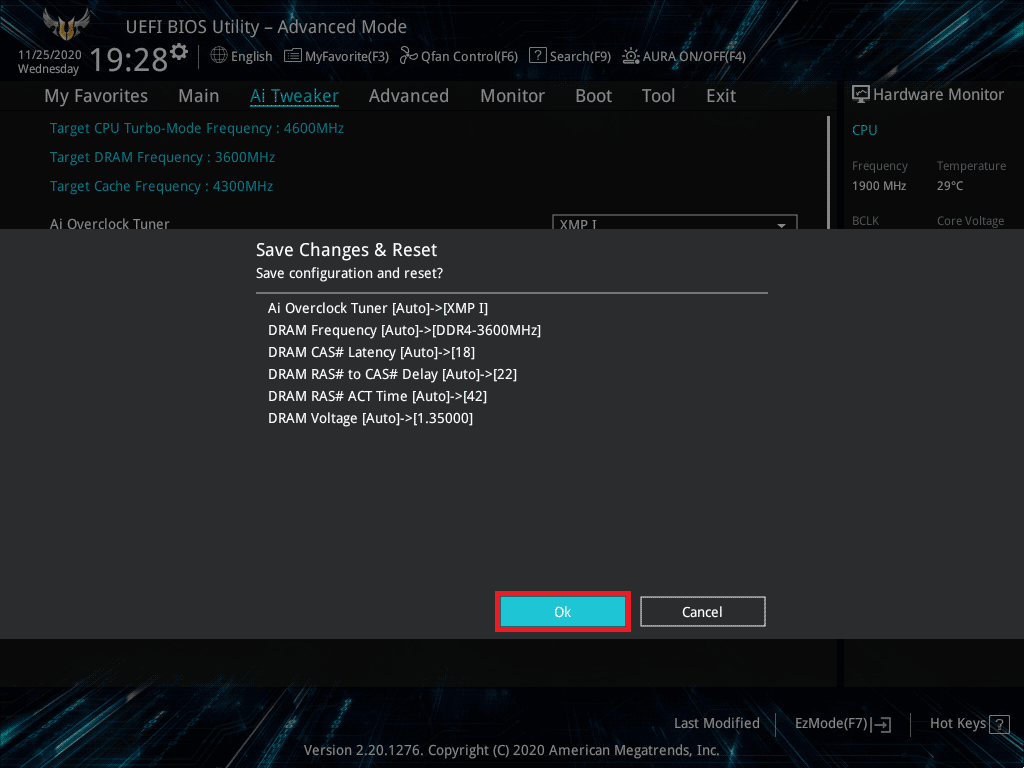 UEFI BIOS Utility – Advanced Mode
11/25/2020
Wednesday
19:28
English
MyFavorite(F3)
Qfan Control(F6)
? Search(F9)
AURA ON/OFF(F4)
My Favorites Main Ai Tweaker Advanced Monitor Boot Tool Exit
Hardware Monitor
Target CPU Turbo-Mode Frequency : 4600MHz
Target DRAM Frequency : 3600MHz
Target Cache Frequency : 4300MHz
Ai Overclock Tuner XMP I
CPU
Frequency Temperature
1900 MHz 29°C
BCLK Core Voltage
Save Changes & Reset
Save configuration and reset?
Ai Overclock Tuner [Auto]->[XMP I]
DRAM Frequency [Auto]->[DDR4-3600MHz]
DRAM CAS# Latency [Auto]->[18]
DRAM RAS# to CAS# Delay [Auto]->[22]
DRAM RAS# ACT Time [Auto]->[42]
DRAM Voltage [Auto]->[1.35000]
Ok Cancel
Last Modified EzMode(F7) Hot Keys ?
Version 2.20.1276. Copyright (C) 2020 American Megatrends, Inc.